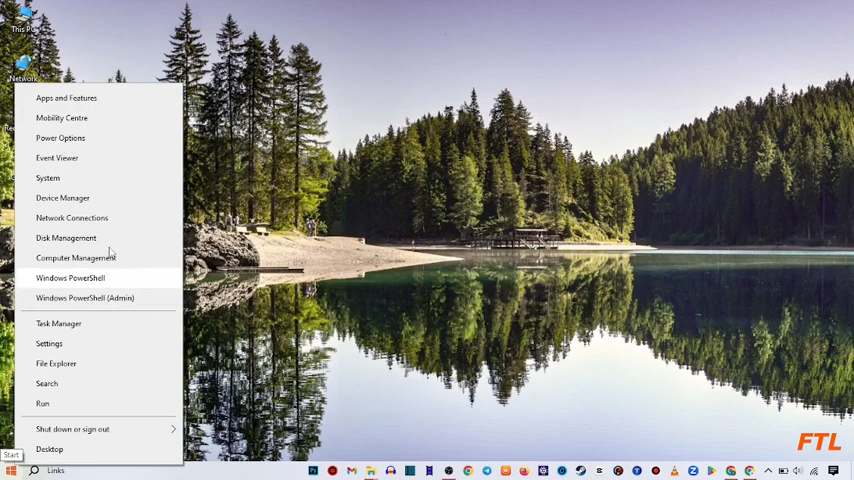 This PC
Network
Apps and Features
Mobility Centre
Power Options
Event Viewer
System
Device Manager
Network Connections
Disk Management
Computer Management
Windows PowerShell
Windows PowerShell (Admin)
Task Manager
Settings
File Explorer
Search
Run
Shut down or sign out
Desktop
FTL
Start
Links